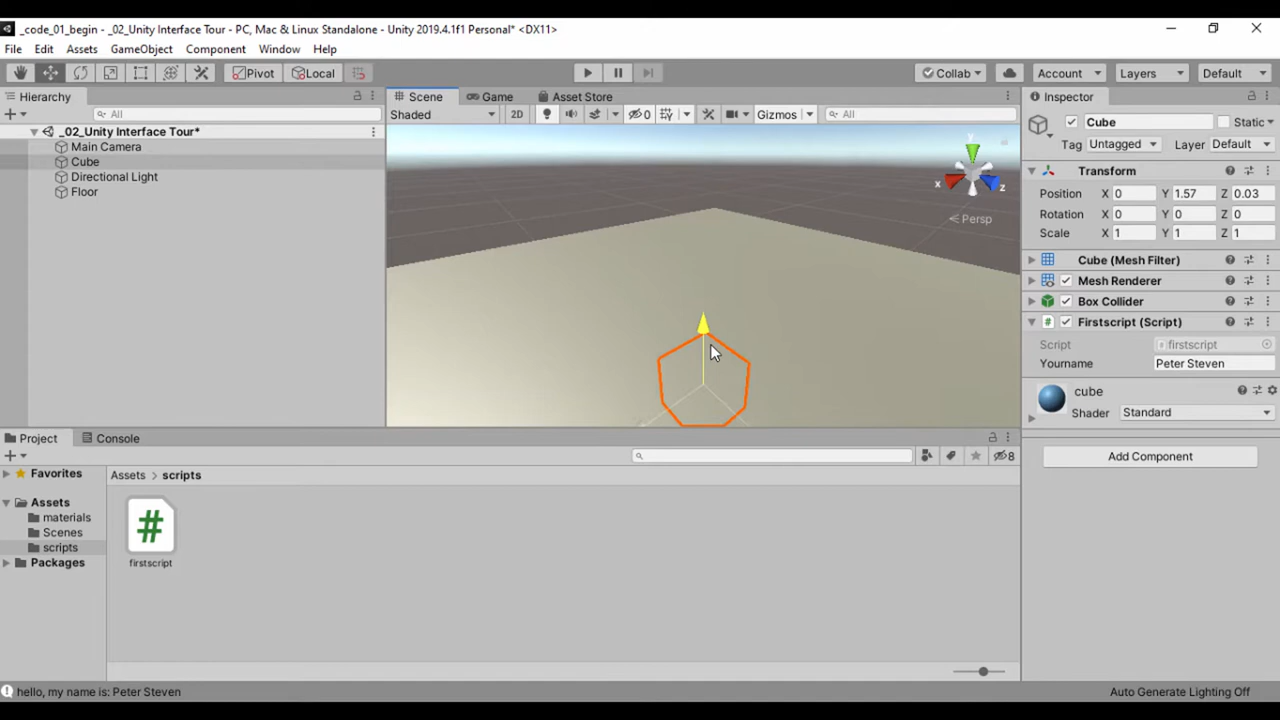 _code_01_begin - _02_Unity Interface Tour - PC, Mac & Linux Standalone - Unity 2019.4.1f1 Personal* <DX11>
File Edit Assets GameObject Component Window Help
Pivot Local Collab Account Layers Default
Hierarchy
All
_02_Unity Interface Tour*
Main Camera
Cube
Directional Light
Floor
Scene Game Asset Store
Shaded 2D 0 Gizmos All
y
x
z
Persp
Inspector
Cube Static
Tag Untagged Layer Default
Transform
Position X 0 Y 1.57 Z 0.03
Rotation X 0 Y 0 Z 0
Scale X 1 Y 1 Z 1
Cube (Mesh Filter)
Mesh Renderer
Box Collider
# Firstscript (Script)
Script firstscript
Yourname Peter Steven
cube
Shader Standard
Add Component
Project Console
8
Favorites
Assets
materials
Scenes
scripts
Packages
Assets > scripts
#
firstscript
hello, my name is: Peter Steven
Auto Generate Lighting Off